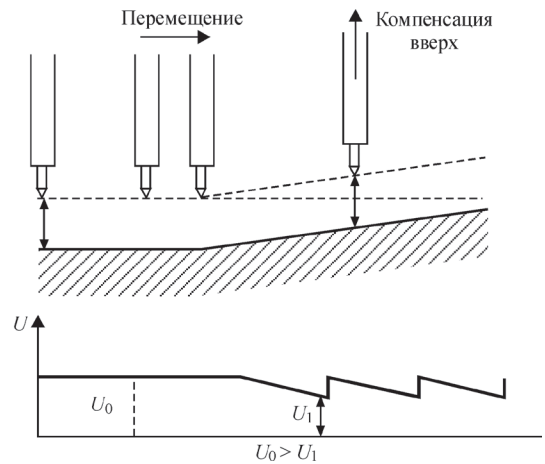 Перемещение
Компенсация
вверх
U
U0
U1
U0 > U1